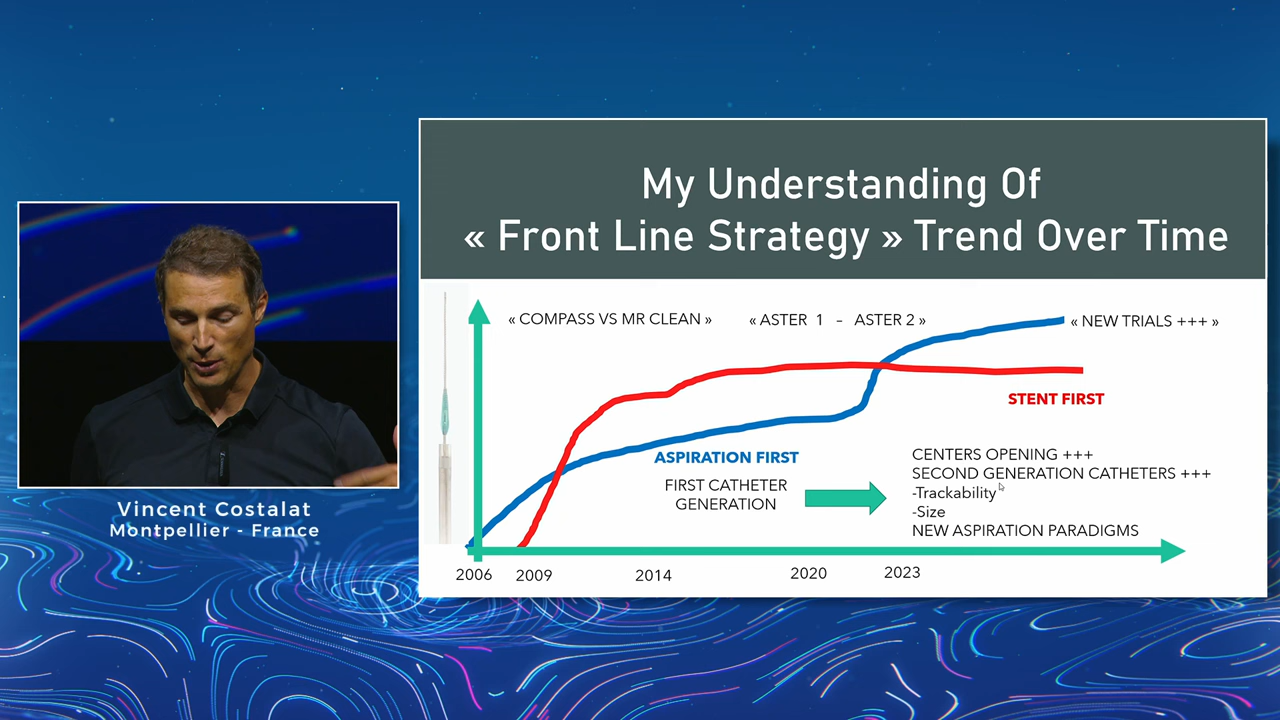 My Understanding Of
« Front Line Strategy » Trend Over Time
« COMPASS VS MR CLEAN »
« ASTER 1 - ASTER 2 »
« NEW TRIALS +++ »
STENT FIRST
ASPIRATION FIRST
FIRST CATHETER
GENERATION
CENTERS OPENING +++
SECOND GENERATION CATHETERS +++
-Trackability
-Size
NEW ASPIRATION PARADIGMS
2006
2009
2014
2020
2023
Vincent Costalat
Montpellier - France